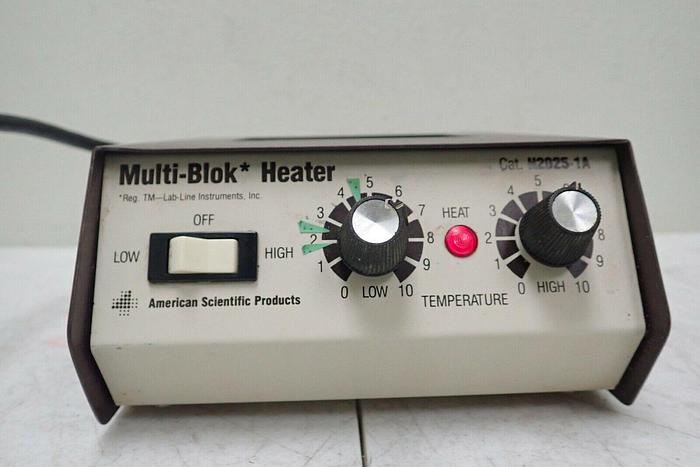 Multi-Blok* Heater
*Reg. TM—Lab-Line Instruments, Inc.
Cat. M2025-1A
OFF
LOW
HIGH
American Scientific Products
0 1 2 3 4 5 6 7 8 9 10
LOW
HEAT
TEMPERATURE
0 1 2 3 4 5 6 9 10
HIGH